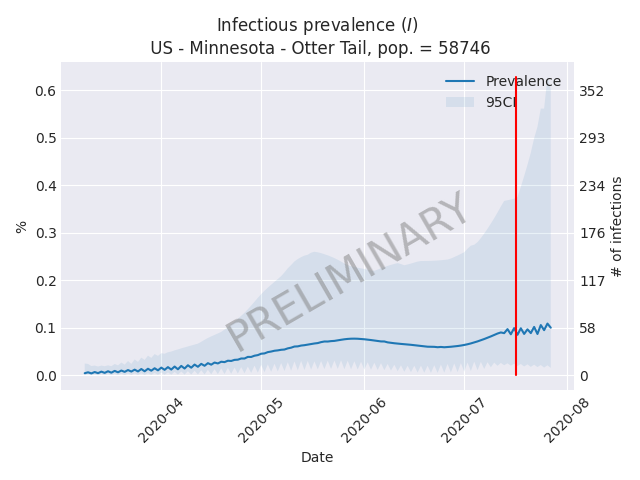 Infectious prevalence (I)
US - Minnesota - Otter Tail, pop. = 58746
Prevalence
95CI
0.6
0.5
0.4
0.3
0.2
0.1
0.0
%
352
293
234
176
117
58
0
# of infections
PRELIMINARY
2020-04
2020-05
2020-06
2020-07
2020-08
Date